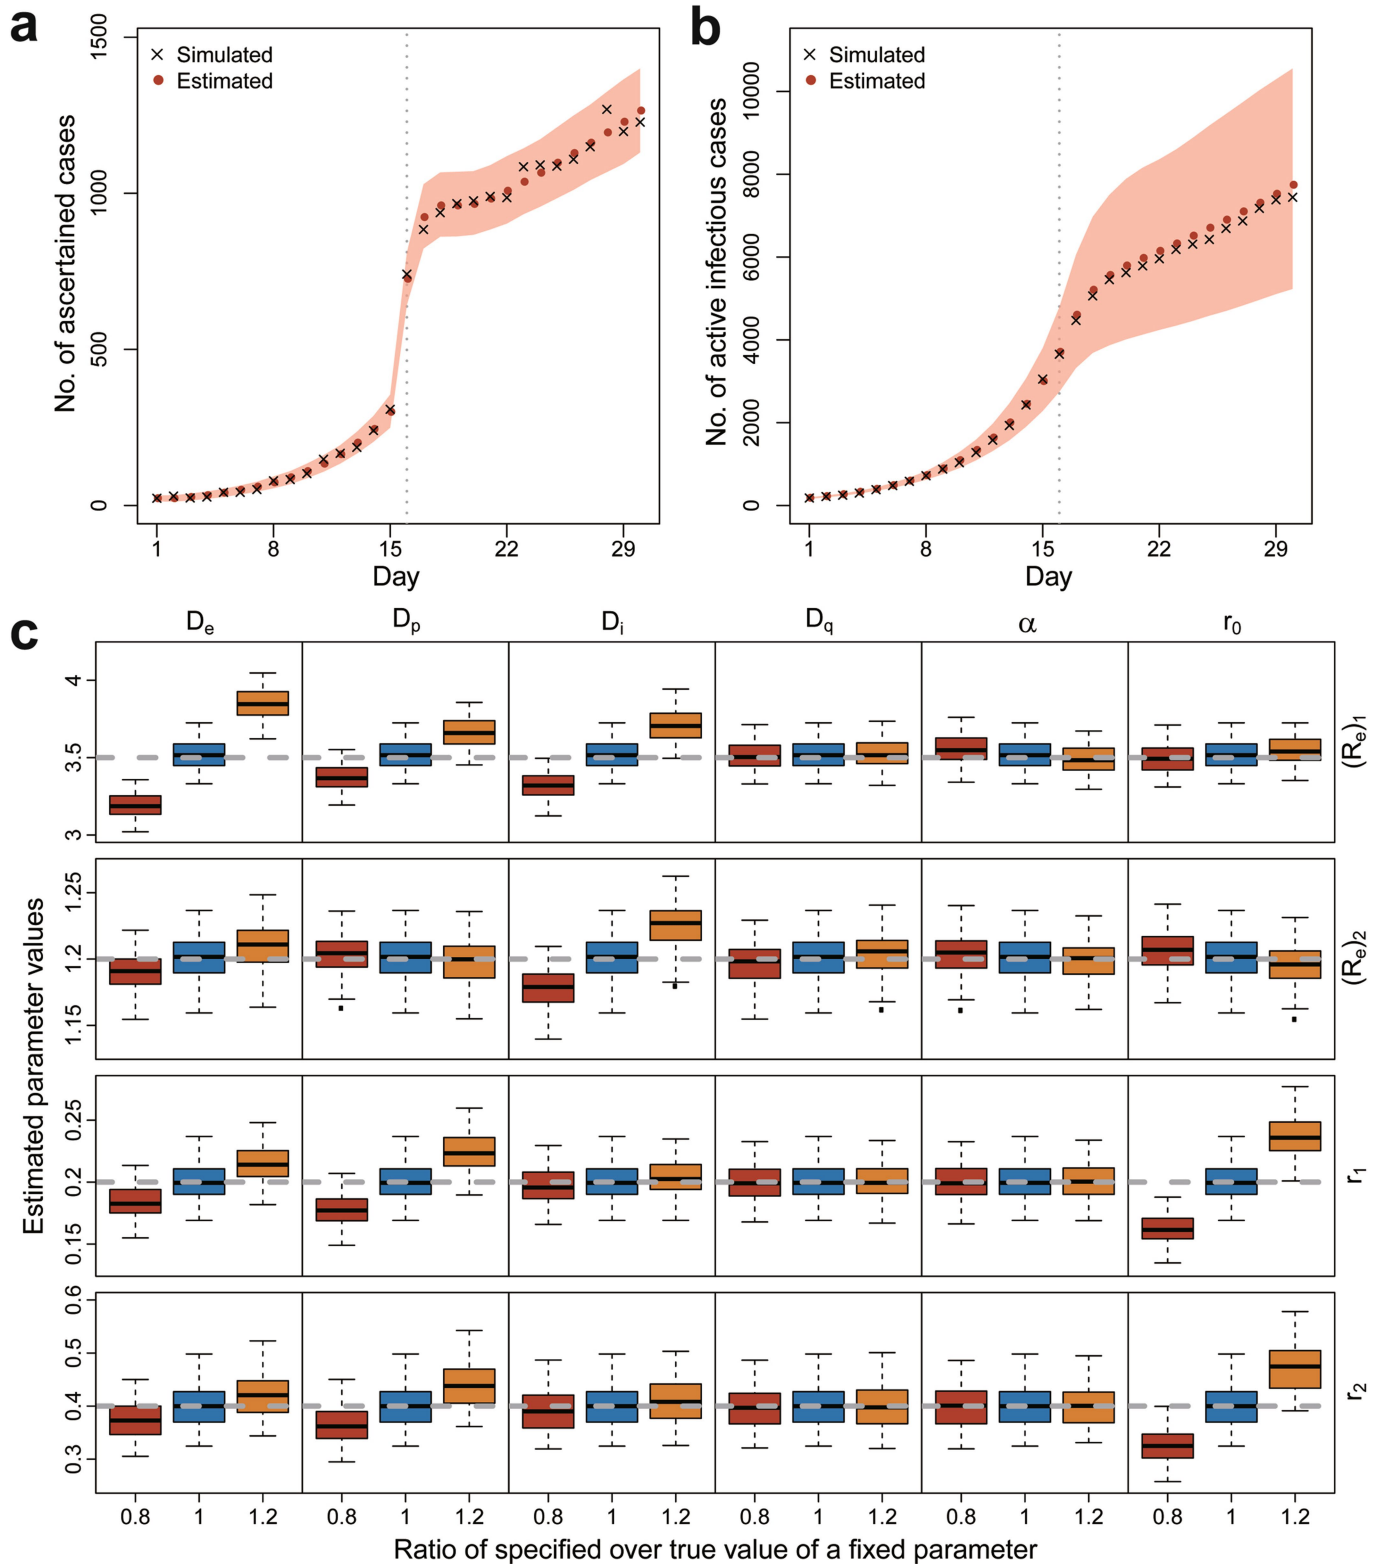 a
× Simulated
● Estimated
No. of ascertained cases
1500
1000
500
0
1 8 15 22 29
Day
b
× Simulated
● Estimated
No. of active infectious cases
10000
8000
6000
4000
2000
0
1 8 15 22 29
Day
c
Dₑ Dₚ Dᵢ D_q α r₀
Estimated parameter values
4
3.5
3
(Rₑ)₁
1.25
1.2
1.15
(Rₑ)₂
0.25
0.2
0.15
r₁
0.6
0.5
0.4
0.3
r₂
0.8 1 1.2 0.8 1 1.2 0.8 1 1.2 0.8 1 1.2 0.8 1 1.2 0.8 1 1.2
Ratio of specified over true value of a fixed parameter